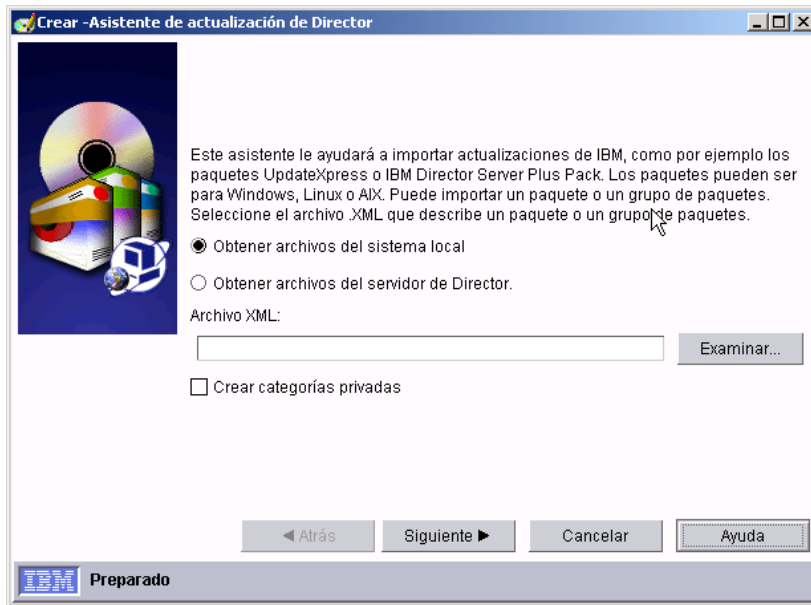 Crear -Asistente de actualización de Director
Este asistente le ayudará a importar actualizaciones de IBM, como por ejemplo los
paquetes UpdateXpress o IBM Director Server Plus Pack. Los paquetes pueden ser
para Windows, Linux o AIX. Puede importar un paquete o un grupo de paquetes.
Seleccione el archivo .XML que describe un paquete o un grupo de paquetes.
Obtener archivos del sistema local
Obtener archivos del servidor de Director.
Archivo XML:
Examinar...
Crear categorías privadas
Atrás
Siguiente
Cancelar
Ayuda
IBM
Preparado